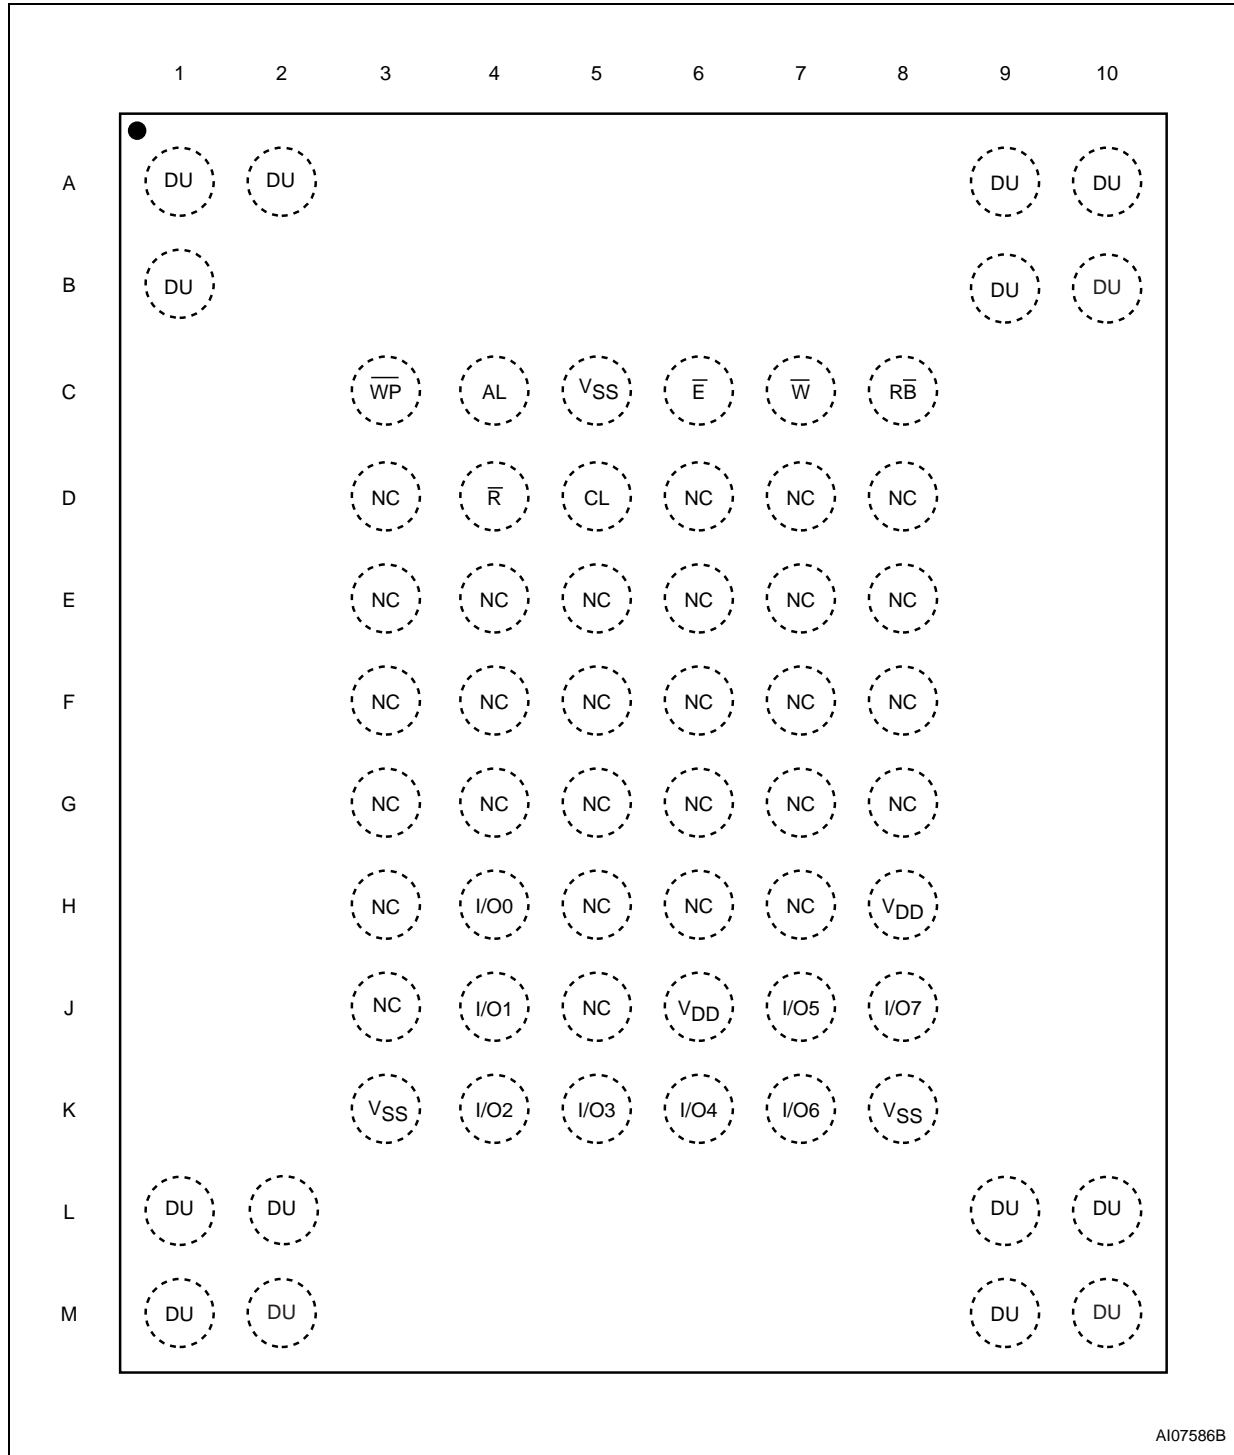 1 2 3 4 5 6 7 8 9 10
A DU DU DU DU
B DU DU DU
C W̅P̅ AL VSS E̅ W̅ RB̅
D NC R̅ CL NC NC NC
E NC NC NC NC NC NC
F NC NC NC NC NC NC
G NC NC NC NC NC NC
H NC I/O0 NC NC NC VDD
J NC I/O1 NC VDD I/O5 I/O7
K VSS I/O2 I/O3 I/O4 I/O6 VSS
L DU DU DU DU
M DU DU DU DU
AI07586B